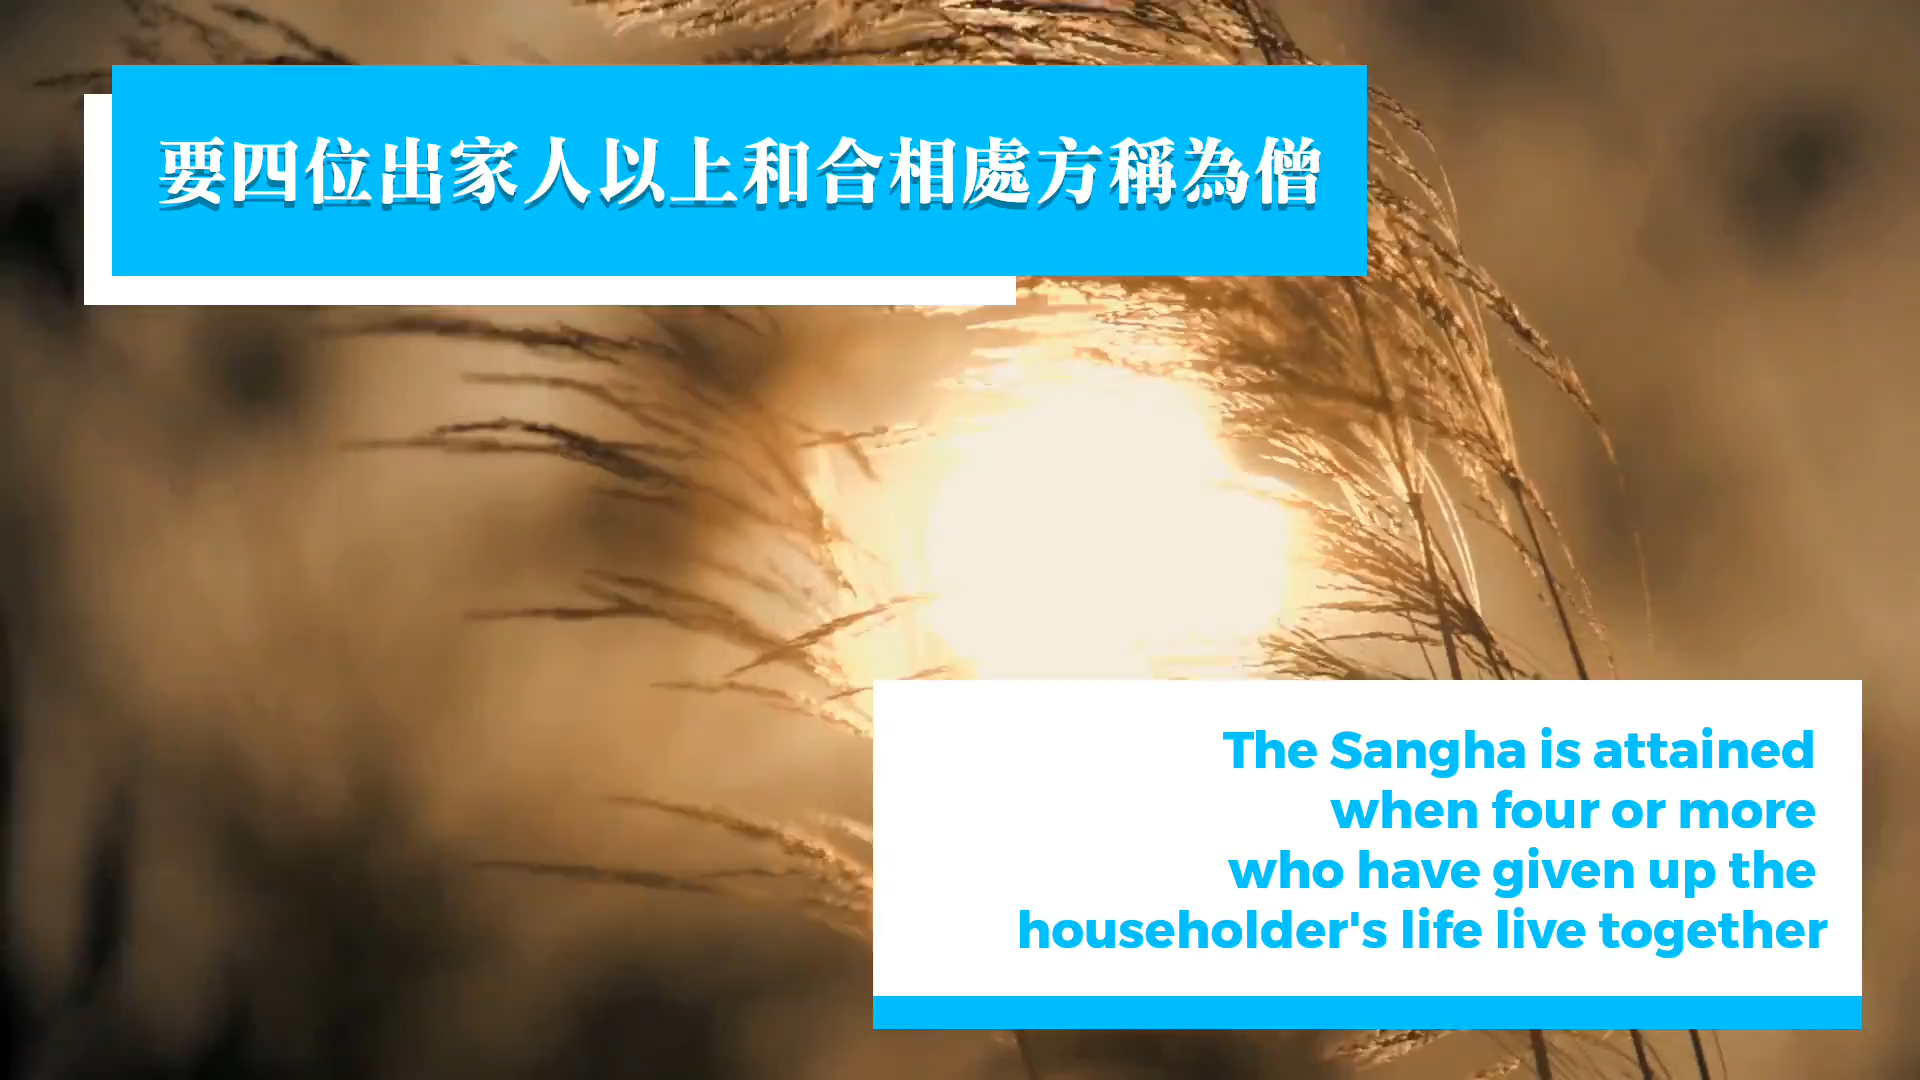 要四位出家人以上和合相處方稱為僧
The Sangha is attained
when four or more
who have given up the
householder's life live together